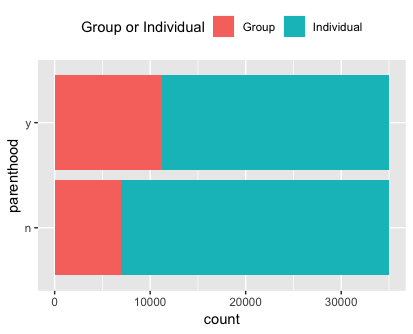 Group or Individual Group Individual
parenthood
y
n
0 10000 20000 30000
count